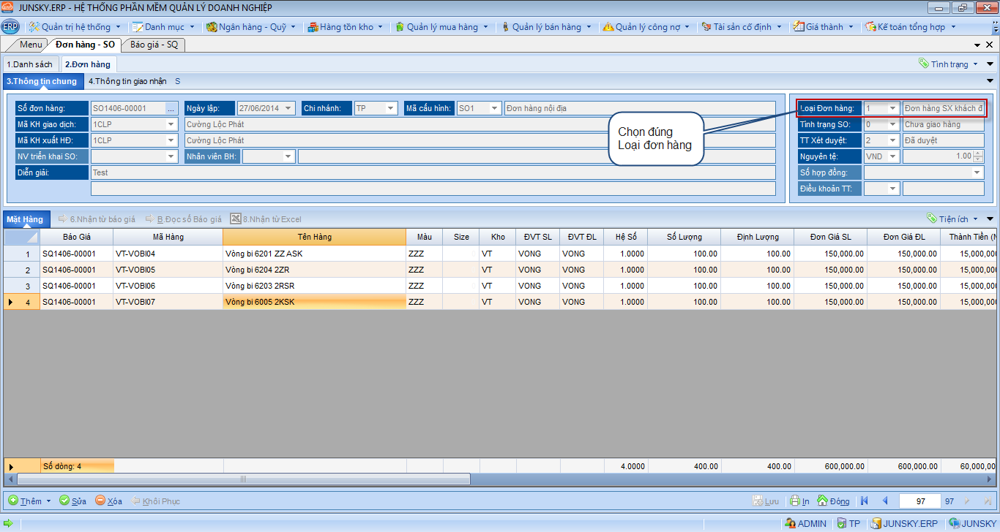 JUNSKY.ERP - HỆ THỐNG PHẦN MỀM QUẢN LÝ DOANH NGHIỆP
ERP Quản trị hệ thống Danh mục Ngân hàng - Quỹ Hàng tồn kho Quản lý mua hàng Quản lý bán hàng Quản lý công nợ Tài sản cố định Giá thành Kế toán tổng hợp
Menu Đơn hàng - SO Báo giá - SQ
1.Danh sách 2.Đơn hàng Tình trạng
3.Thông tin chung 4.Thông tin giao nhận S
Số đơn hàng: SO1406-00001 ... Ngày lập: 27/06/2014 Chi nhánh: TP Mã cấu hình: SO1 Đơn hàng nội địa Loại Đơn hàng: 1 Đơn hàng SX khách đ
Mã KH giao dịch: 1CLP Cường Lộc Phát Tình trạng SO: 0 Chưa giao hàng
Mã KH xuất HĐ: 1CLP Cường Lộc Phát TT Xét duyệt: 2 Đã duyệt
NV triển khai SO: Nhân viên BH: Nguyên tệ: VND 1.00
Diễn giải: Test Số hợp đồng:
Điều khoản TT:
Chọn đúng
Loại đơn hàng
Mặt Hàng 6.Nhận từ báo giá B.Đọc số Báo giá 8.Nhận từ Excel Tiện ích
Báo Giá Mã Hàng Tên Hàng Màu Size Kho ĐVT SL ĐVT ĐL Hệ Số Số Lượng Định Lượng Đơn Giá SL Đơn Giá ĐL Thành Tiền (N
1 SQ1406-00001 VT-VOBI04 Vòng bi 6201 ZZ ASK ZZZ VT VONG VONG 1.0000 100.00 100.00 150,000.00 150,000.00 15,000,00
2 SQ1406-00001 VT-VOBI05 Vòng bi 6204 2ZR ZZZ VT VONG VONG 1.0000 100.00 100.00 150,000.00 150,000.00 15,000,00
3 SQ1406-00001 VT-VOBI06 Vòng bi 6203 2RSR ZZZ VT VONG VONG 1.0000 100.00 100.00 150,000.00 150,000.00 15,000,00
4 SQ1406-00001 VT-VOBI07 Vòng bi 6005 2KSK ZZZ VT VONG VONG 1.0000 100.00 100.00 150,000.00 150,000.00 15,000,00
Số dòng: 4 4.0000 400.00 400.00 600,000.00 600,000.00 60,000,00
Thêm Sửa Xóa Khôi Phục Lưu In Đóng 97 97
ADMIN TP JUNSKY.ERP JUNSKY